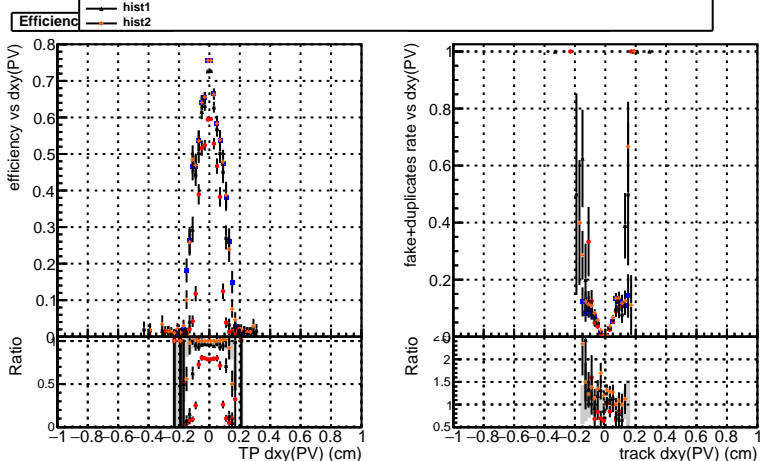 hist1
Efficienc
hist2
efficiency vs dxy(PV)
0.8
0.7
0.6
0.5
0.4
0.3
0.2
0.1
0
Ratio
1
0.5
0
−1 −0.8 −0.6 −0.4 −0.2 0 0.2 0.4 0.6 0.8 1
TP dxy(PV) (cm)
fake+duplicates rate vs dxy(PV)
1
0.8
0.6
0.4
0.2
Ratio
2
1.5
1
0.5
−1 −0.8 −0.6 −0.4 −0.2 0 0.2 0.4 0.6 0.8 1
track dxy(PV) (cm)